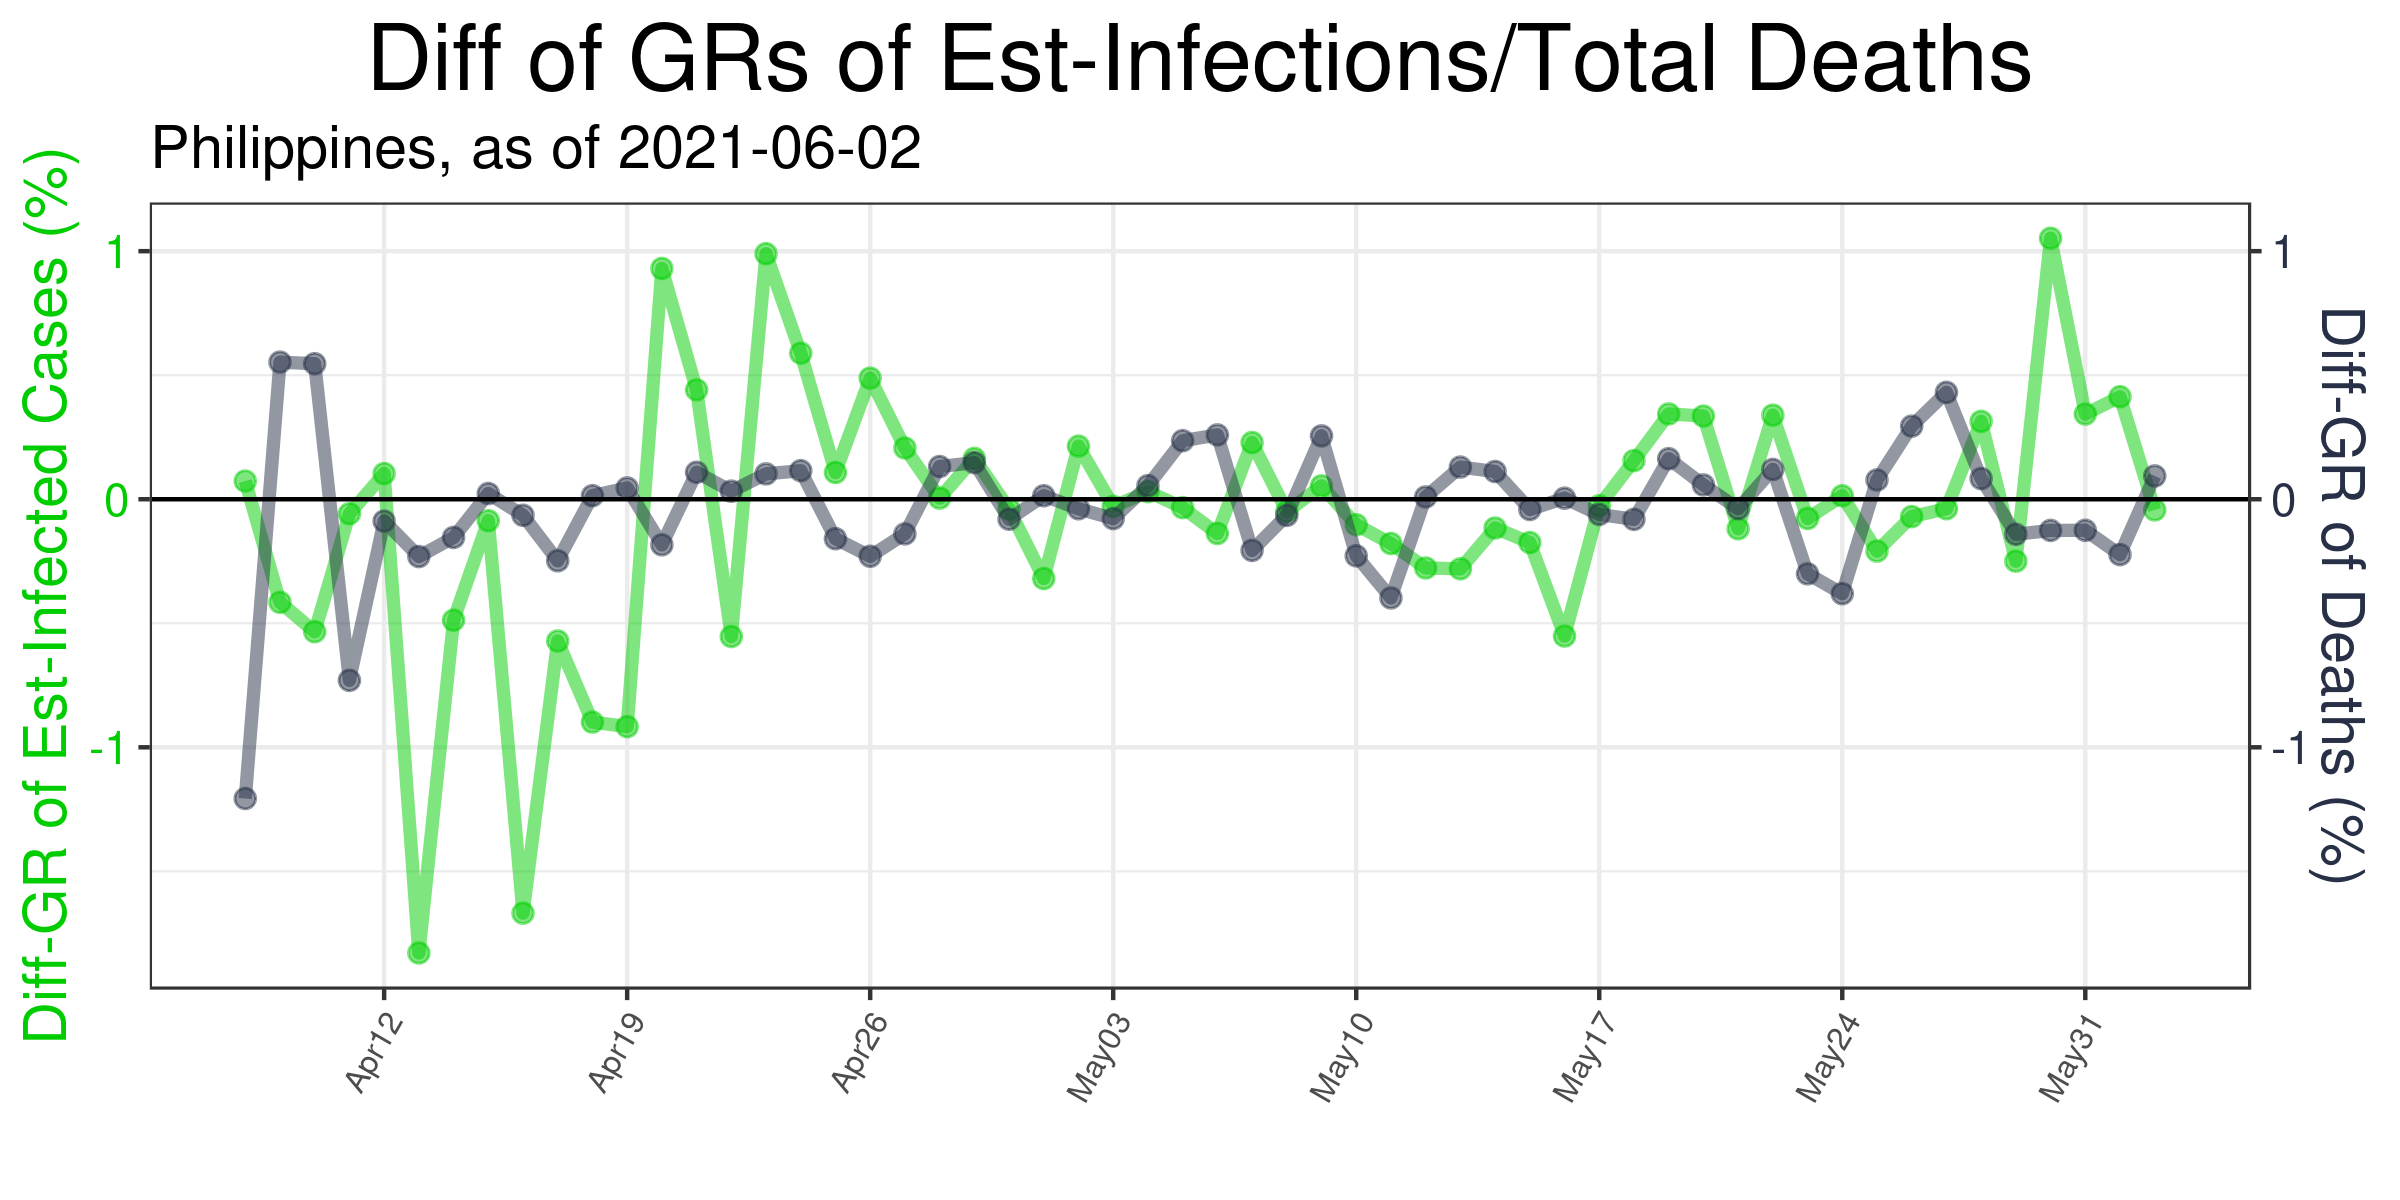 Diff of GRs of Est-Infections/Total Deaths
Philippines, as of 2021-06-02
Diff-GR of Est-Infected Cases (%)
1
0
-1
1
0
-1
Diff-GR of Deaths (%)
Apr12
Apr19
Apr26
May03
May10
May17
May24
May31